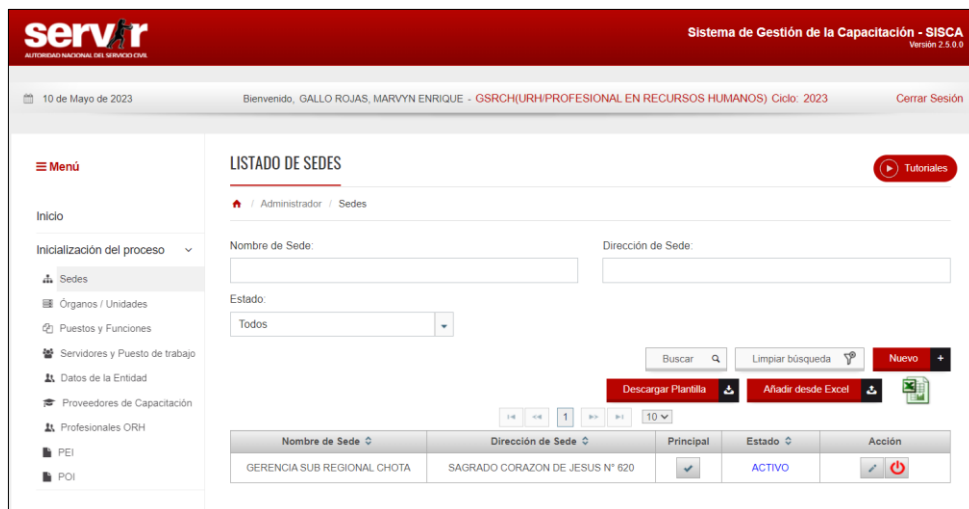 servir
AUTORIDAD NACIONAL DEL SERVICIO CIVIL
Sistema de Gestión de la Capacitación - SISCA
Versión 2.5.0.0
10 de Mayo de 2023
Bienvenido, GALLO ROJAS, MARVYN ENRIQUE - GSRCH(URH/PROFESIONAL EN RECURSOS HUMANOS) Ciclo: 2023
Cerrar Sesión
Menú
Inicio
Inicialización del proceso
Sedes
Órganos / Unidades
Puestos y Funciones
Servidores y Puesto de trabajo
Datos de la Entidad
Proveedores de Capacitación
Profesionales ORH
PEI
POI
LISTADO DE SEDES
Tutoriales
/ Administrador / Sedes
Nombre de Sede:
Dirección de Sede:
Estado:
Todos
Buscar
Limpiar búsqueda
Nuevo +
Descargar Plantilla
Añadir desde Excel
1
10
Nombre de Sede Dirección de Sede Principal Estado Acción
GERENCIA SUB REGIONAL CHOTA SAGRADO CORAZON DE JESUS N° 620 ACTIVO